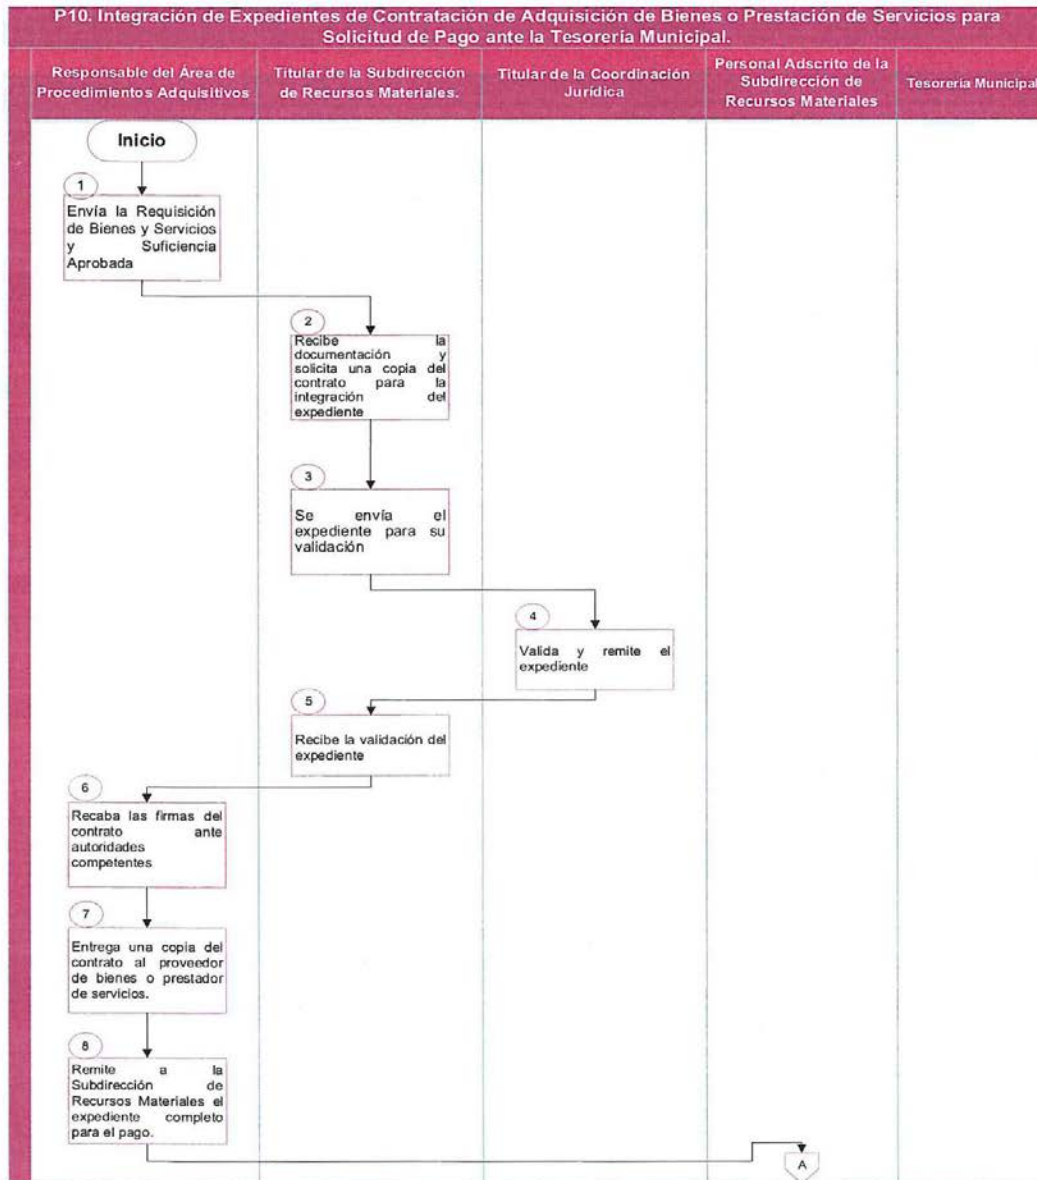 P10. Integración de Expedientes de Contratación de Adquisición de Bienes o Prestación de Servicios para
Solicitud de Pago ante la Tesorería Municipal.
Responsable del Área de
Procedimientos Adquisitivos
Titular de la Subdirección
de Recursos Materiales.
Titular de la Coordinación
Jurídica
Personal Adscrito de la
Subdirección de
Recursos Materiales
Tesorería Municipal
Inicio
1
Envía la Requisición
de Bienes y Servicios
y Suficiencia
Aprobada
2
Recibe la
documentación y
solicita una copia del
contrato para la
integración del
expediente
3
Se envía el
expediente para su
validación
4
Valida y remite el
expediente
5
Recibe la validación del
expediente
6
Recaba las firmas del
contrato ante
autoridades
competentes
7
Entrega una copia del
contrato al proveedor
de bienes o prestador
de servicios.
8
Remite a la
Subdirección de
Recursos Materiales el
expediente completo
para el pago.
A